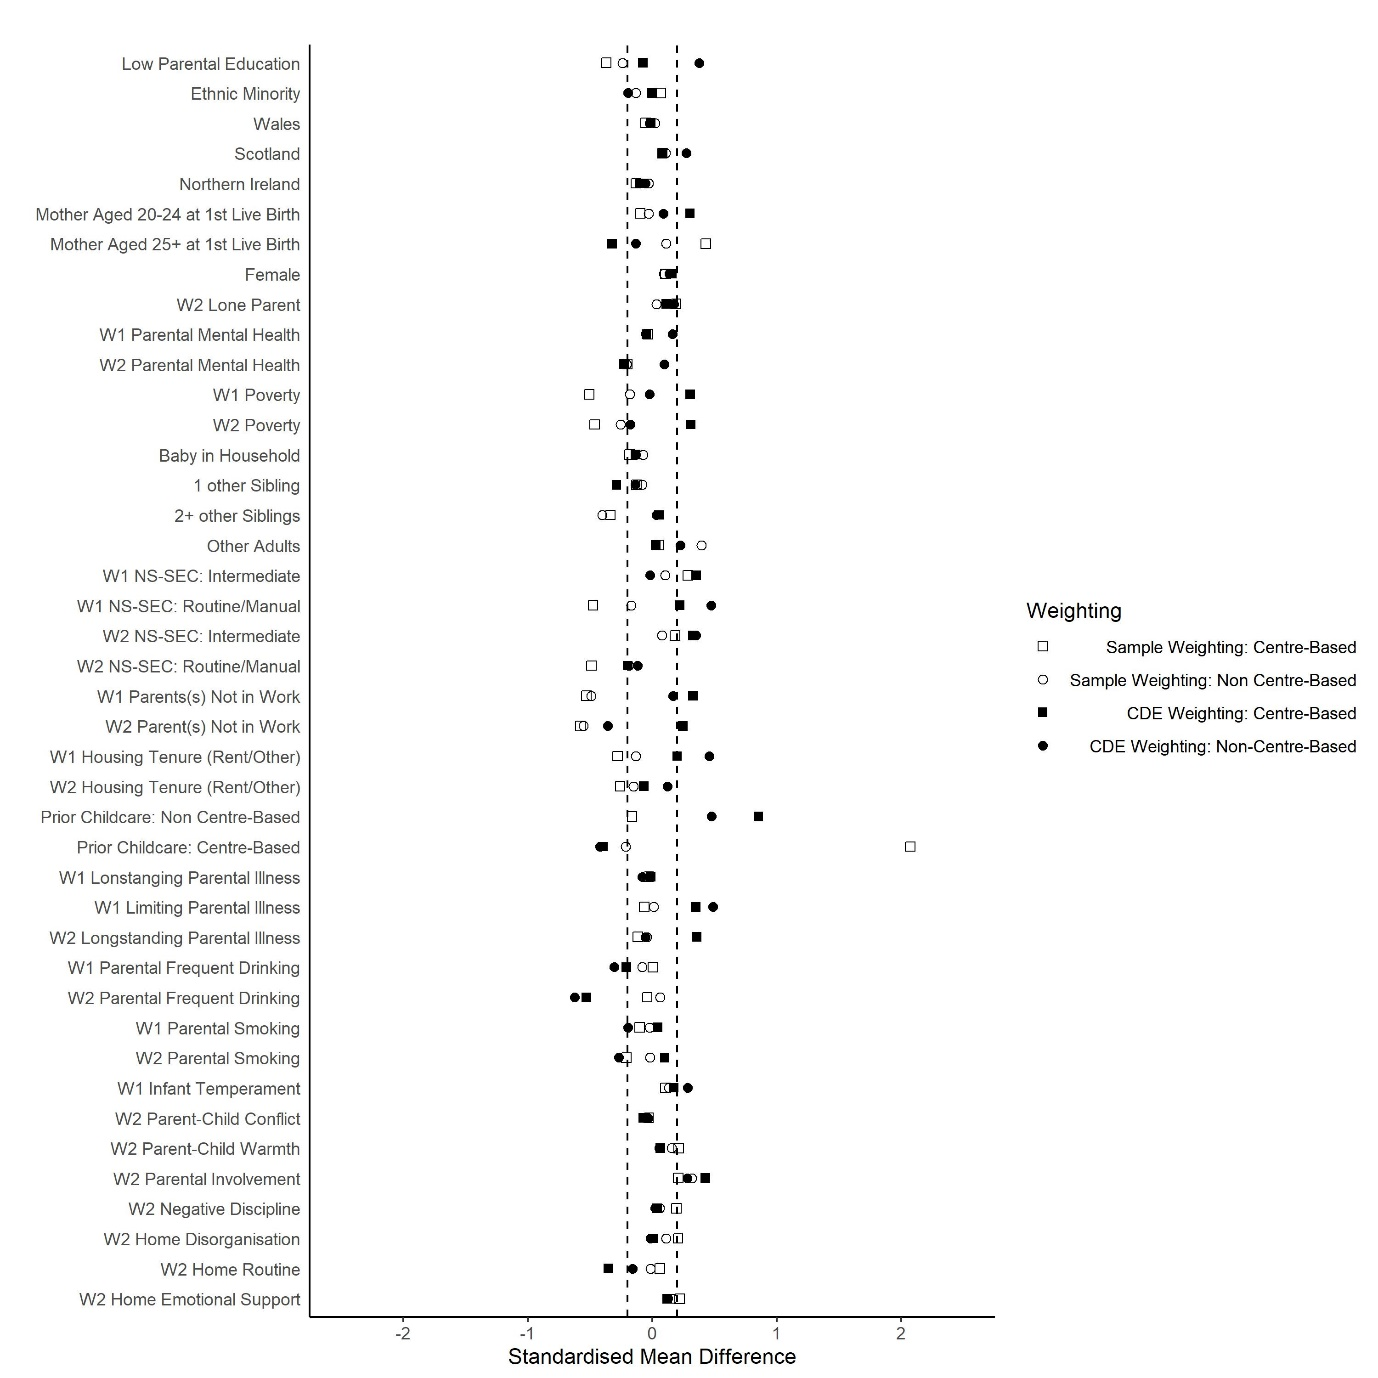 Low Parental Education
Ethnic Minority
Wales
Scotland
Northern Ireland
Mother Aged 20-24 at 1st Live Birth
Mother Aged 25+ at 1st Live Birth
Female
W2 Lone Parent
W1 Parental Mental Health
W2 Parental Mental Health
W1 Poverty
W2 Poverty
Baby in Household
1 other Sibling
2+ other Siblings
Other Adults
W1 NS-SEC: Intermediate
W1 NS-SEC: Routine/Manual
W2 NS-SEC: Intermediate
W2 NS-SEC: Routine/Manual
W1 Parents(s) Not in Work
W2 Parent(s) Not in Work
W1 Housing Tenure (Rent/Other)
W2 Housing Tenure (Rent/Other)
Prior Childcare: Non Centre-Based
Prior Childcare: Centre-Based
W1 Lonstanging Parental Illness
W1 Limiting Parental Illness
W2 Longstanding Parental Illness
W1 Parental Frequent Drinking
W2 Parental Frequent Drinking
W1 Parental Smoking
W2 Parental Smoking
W1 Infant Temperament
W2 Parent-Child Conflict
W2 Parent-Child Warmth
W2 Parental Involvement
W2 Negative Discipline
W2 Home Disorganisation
W2 Home Routine
W2 Home Emotional Support
-2 -1 0 1 2
Standardised Mean Difference
Weighting
Sample Weighting: Centre-Based
Sample Weighting: Non Centre-Based
CDE Weighting: Centre-Based
CDE Weighting: Non-Centre-Based